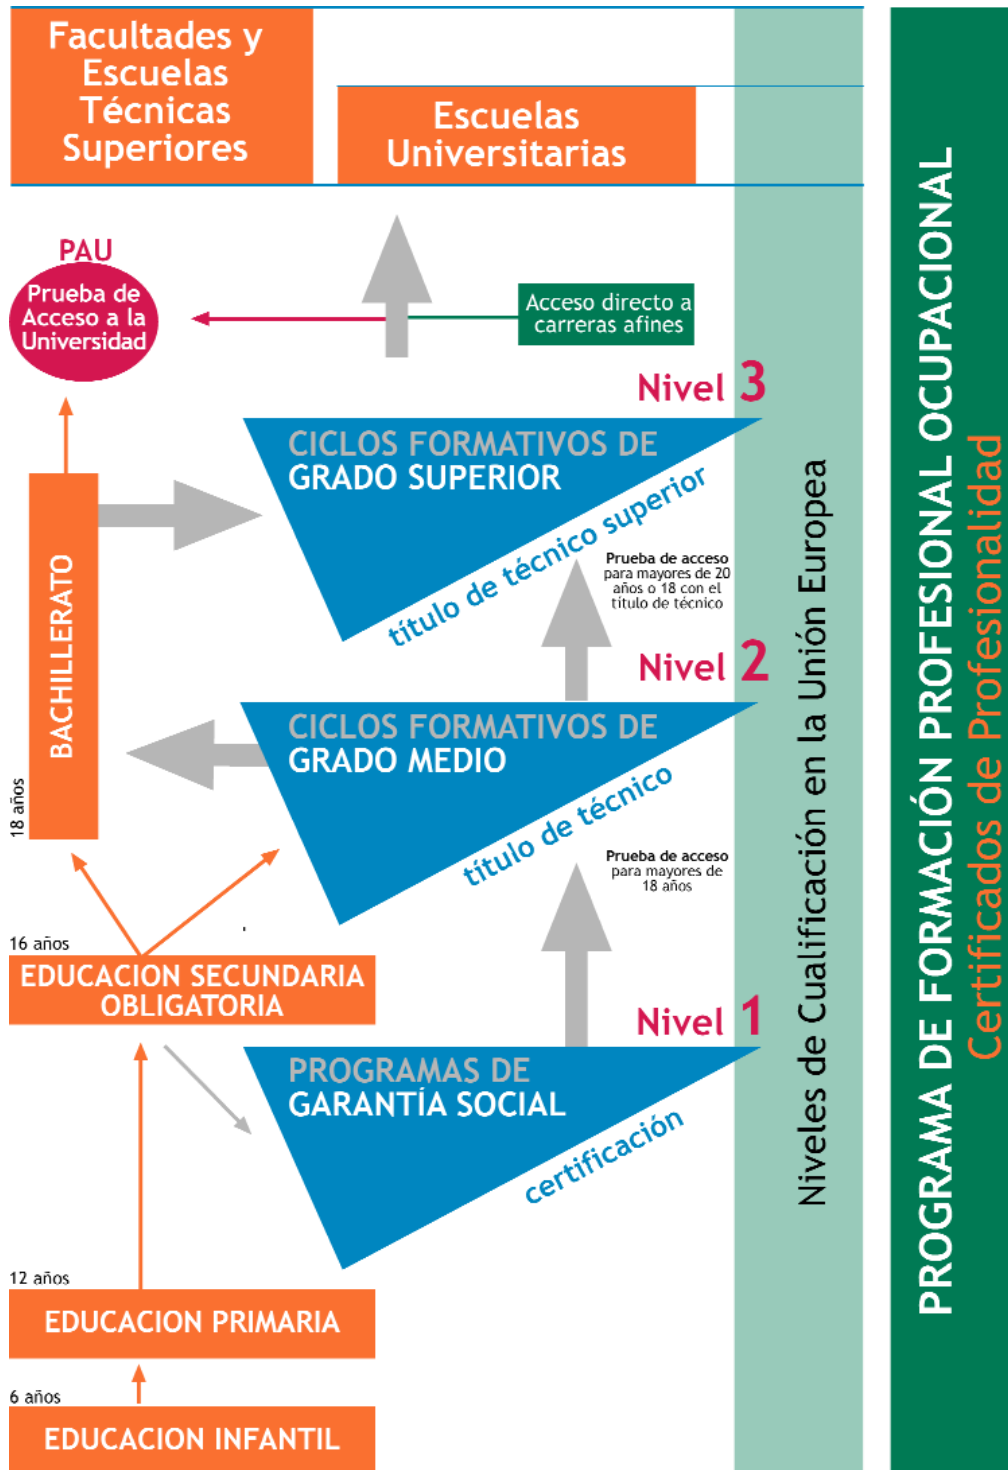 Facultades y
Escuelas
Técnicas
Superiores
Escuelas
Universitarias
PAU
Prueba de
Acceso a la
Universidad
Acceso directo a
carreras afines
Nivel 3
CICLOS FORMATIVOS DE
GRADO SUPERIOR
título de técnico superior
Prueba de acceso
para mayores de 20
años o 18 con el
título de técnico
BACHILLERATO
18 años
Nivel 2
CICLOS FORMATIVOS DE
GRADO MEDIO
título de técnico
Prueba de acceso
para mayores de
18 años
16 años
EDUCACION SECUNDARIA
OBLIGATORIA
Nivel 1
PROGRAMAS DE
GARANTÍA SOCIAL
certificación
12 años
EDUCACION PRIMARIA
6 años
EDUCACION INFANTIL
Niveles de Cualificación en la Unión Europea
PROGRAMA DE FORMACIÓN PROFESIONAL OCUPACIONAL
Certificados de Profesionalidad